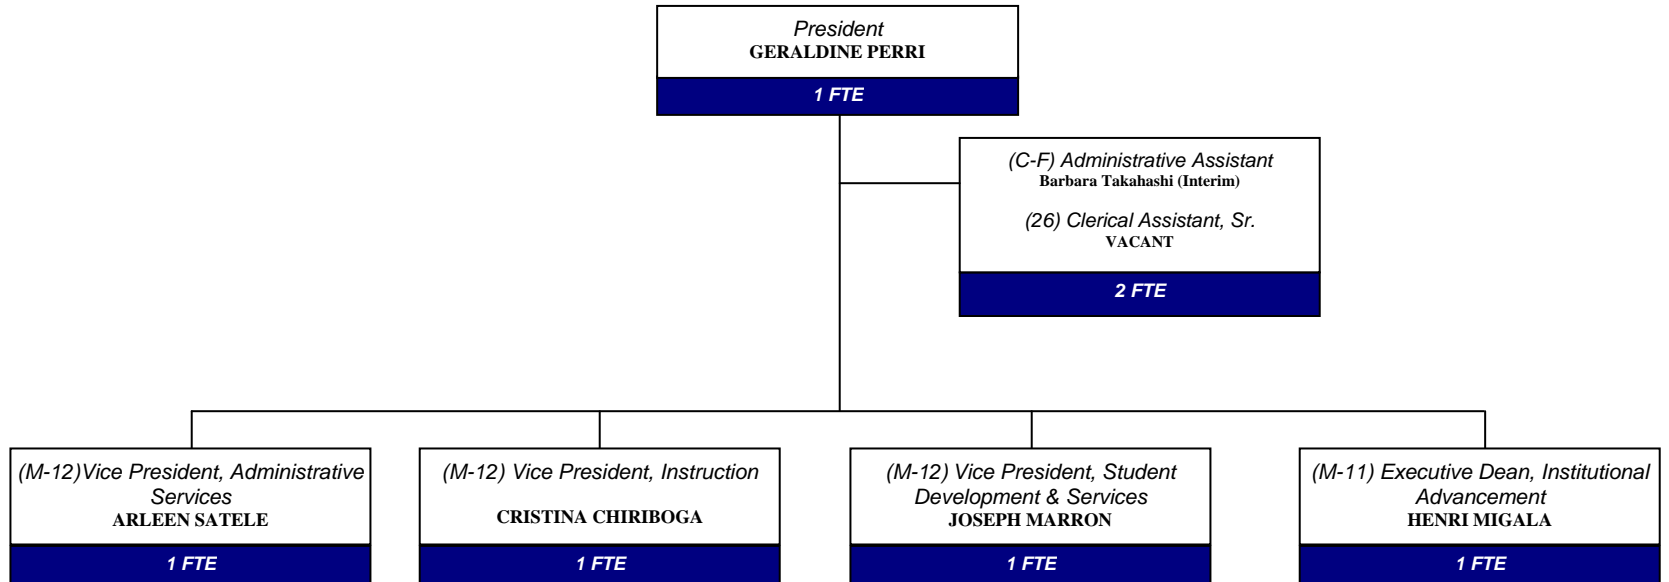 President
GERALDINE PERRI
1 FTE
(C-F) Administrative Assistant
Barbara Takahashi (Interim)
(26) Clerical Assistant, Sr.
VACANT
2 FTE
(M-12)Vice President, Administrative
Services
ARLEEN SATELE
1 FTE
(M-12) Vice President, Instruction
CRISTINA CHIRIBOGA
1 FTE
(M-12) Vice President, Student
Development & Services
JOSEPH MARRON
1 FTE
(M-11) Executive Dean, Institutional
Advancement
HENRI MIGALA
1 FTE